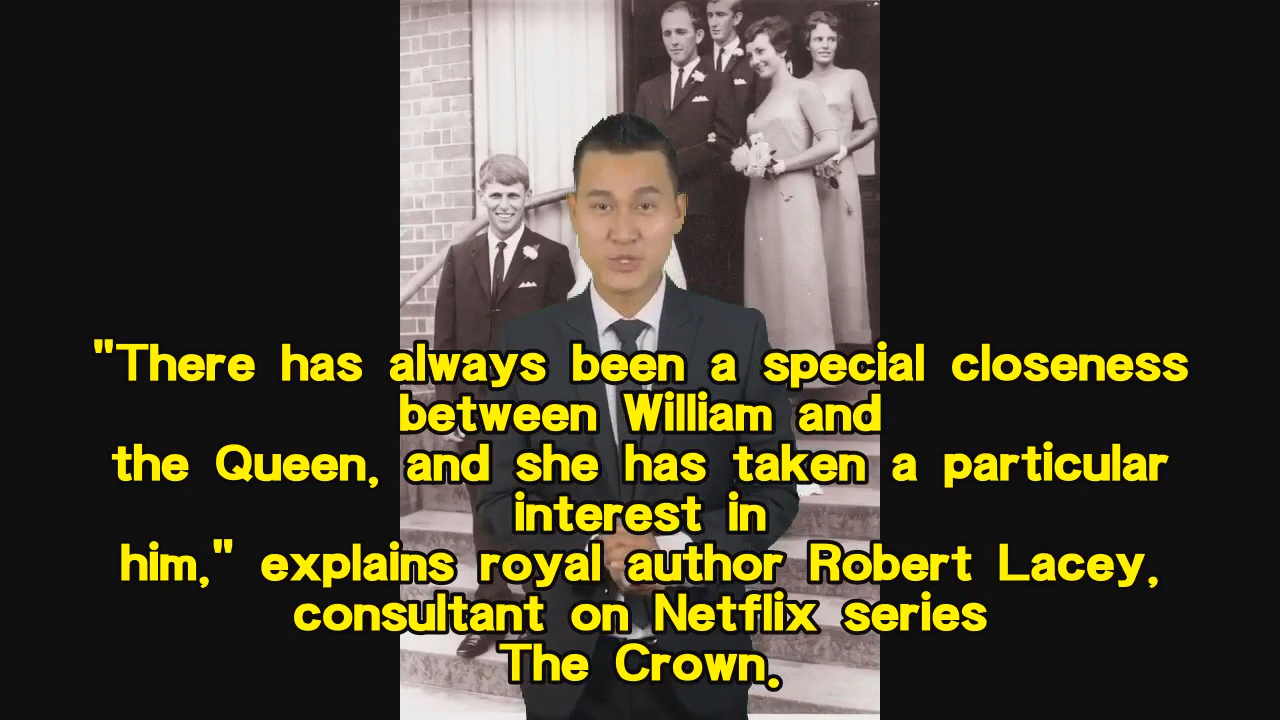 "There has always been a special closeness
between William and
the Queen, and she has taken a particular
interest in
him," explains royal author Robert Lacey,
consultant on Netflix series
The Crown.